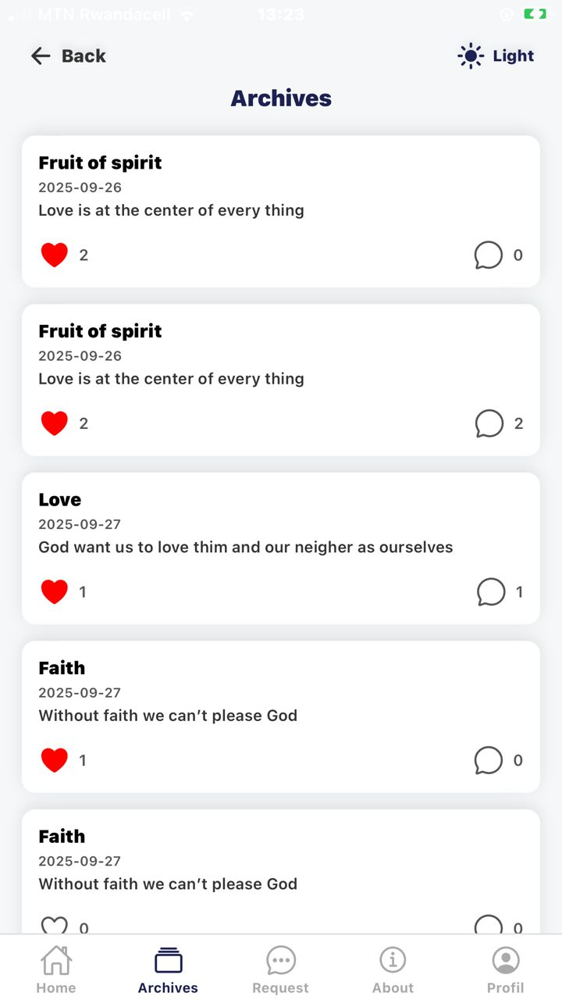 MTN Rwandacell 13:23
Back Light
Archives
Fruit of spirit
2025-09-26
Love is at the center of every thing
2 0
Fruit of spirit
2025-09-26
Love is at the center of every thing
2 2
Love
2025-09-27
God want us to love thim and our neigher as ourselves
1 1
Faith
2025-09-27
Without faith we can’t please God
1 0
Faith
2025-09-27
Without faith we can’t please God
0 0
Home Archives Request About Profil